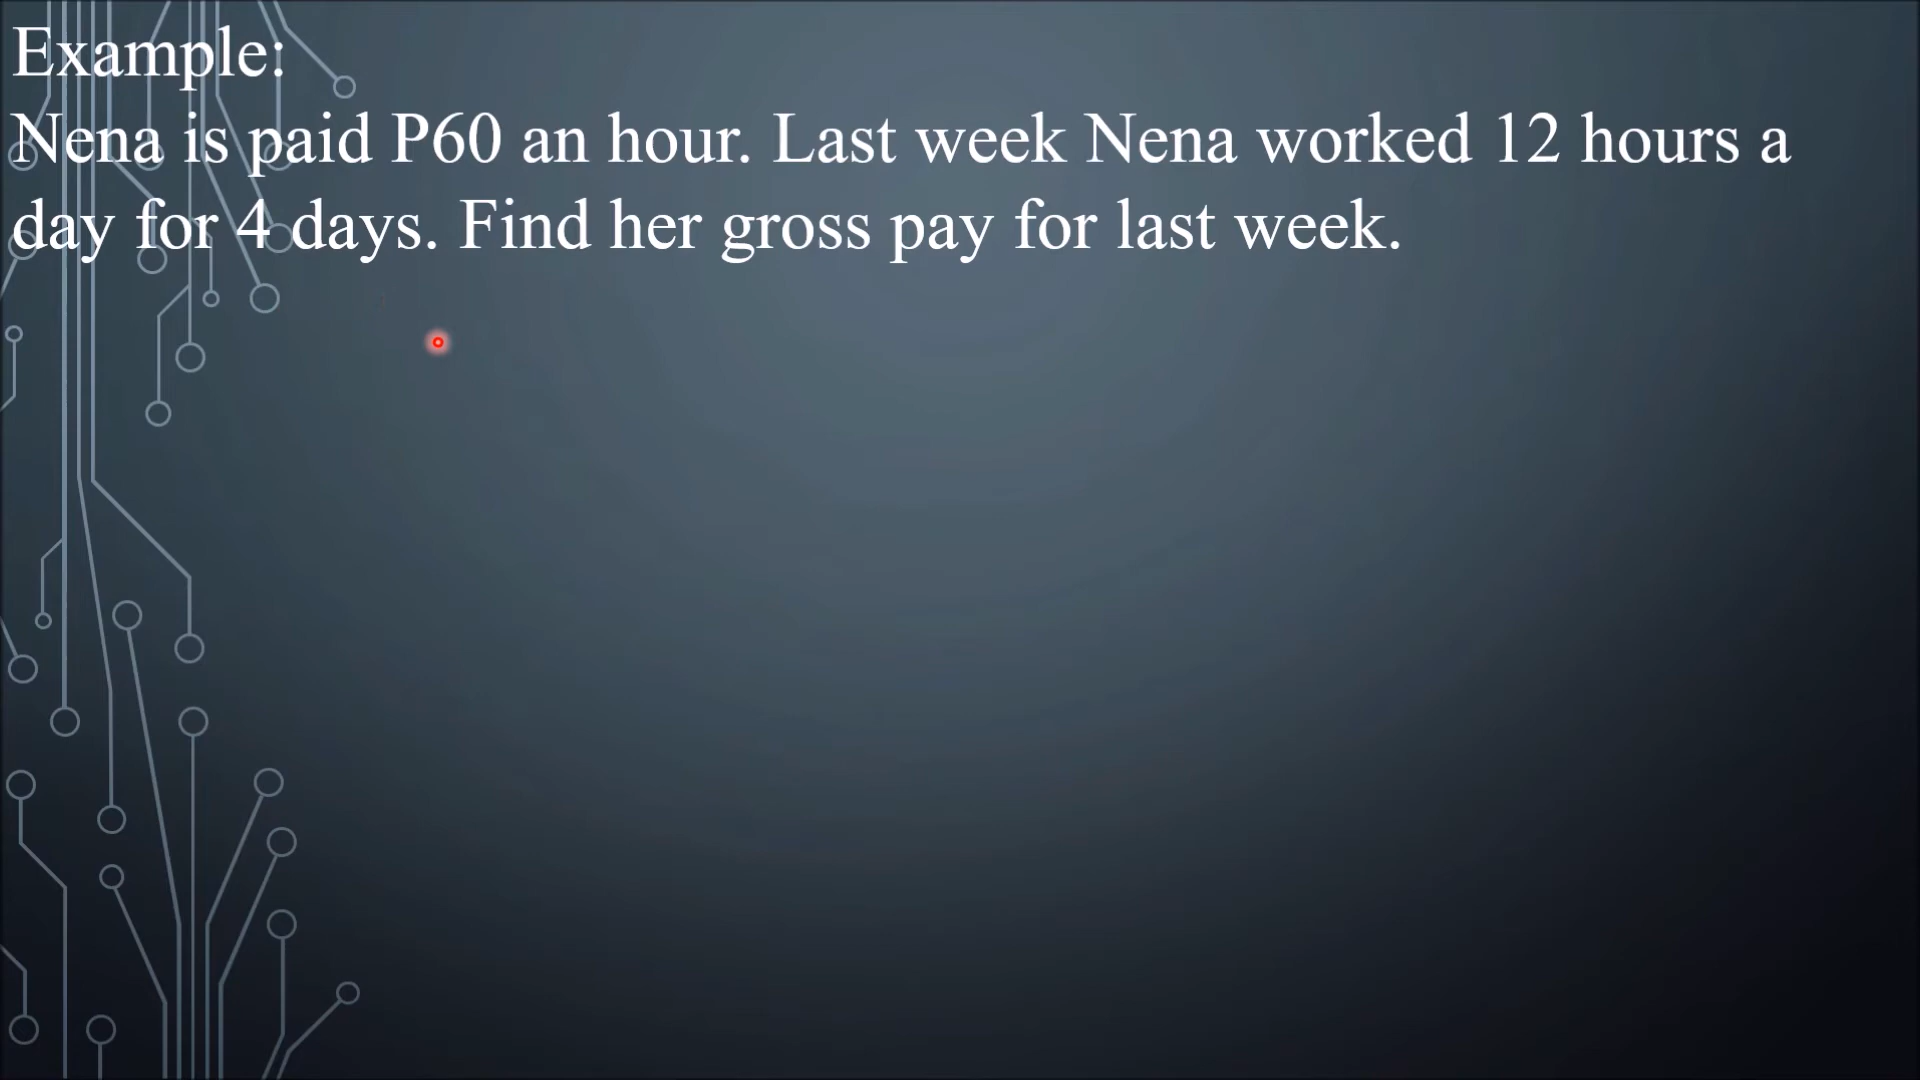 Example:
Nena is paid P60 an hour. Last week Nena worked 12 hours a
day for 4 days. Find her gross pay for last week.